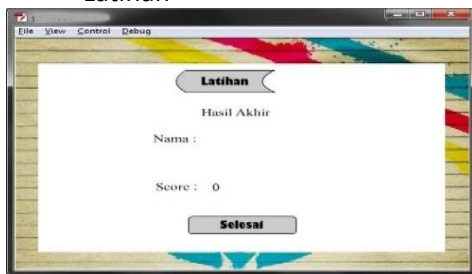 Latihan
File View Control Debug
Latihan
Hasil Akhir
Nama :
Score : 0
Selesai